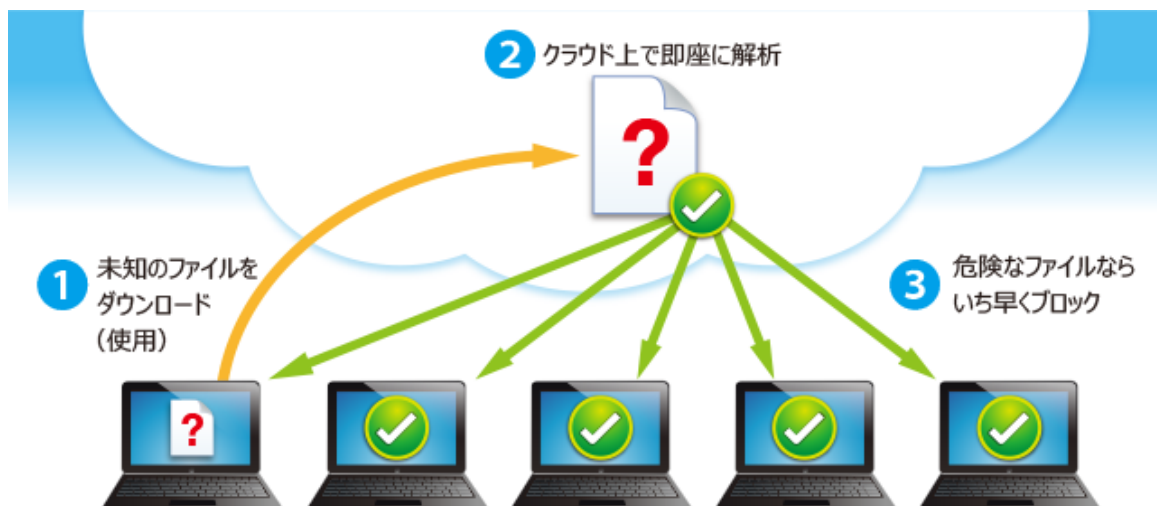 2 クラウド上で即座に解析
?
1 未知のファイルを
ダウンロード
（使用）
3 危険なファイルなら
いち早くブロック
?